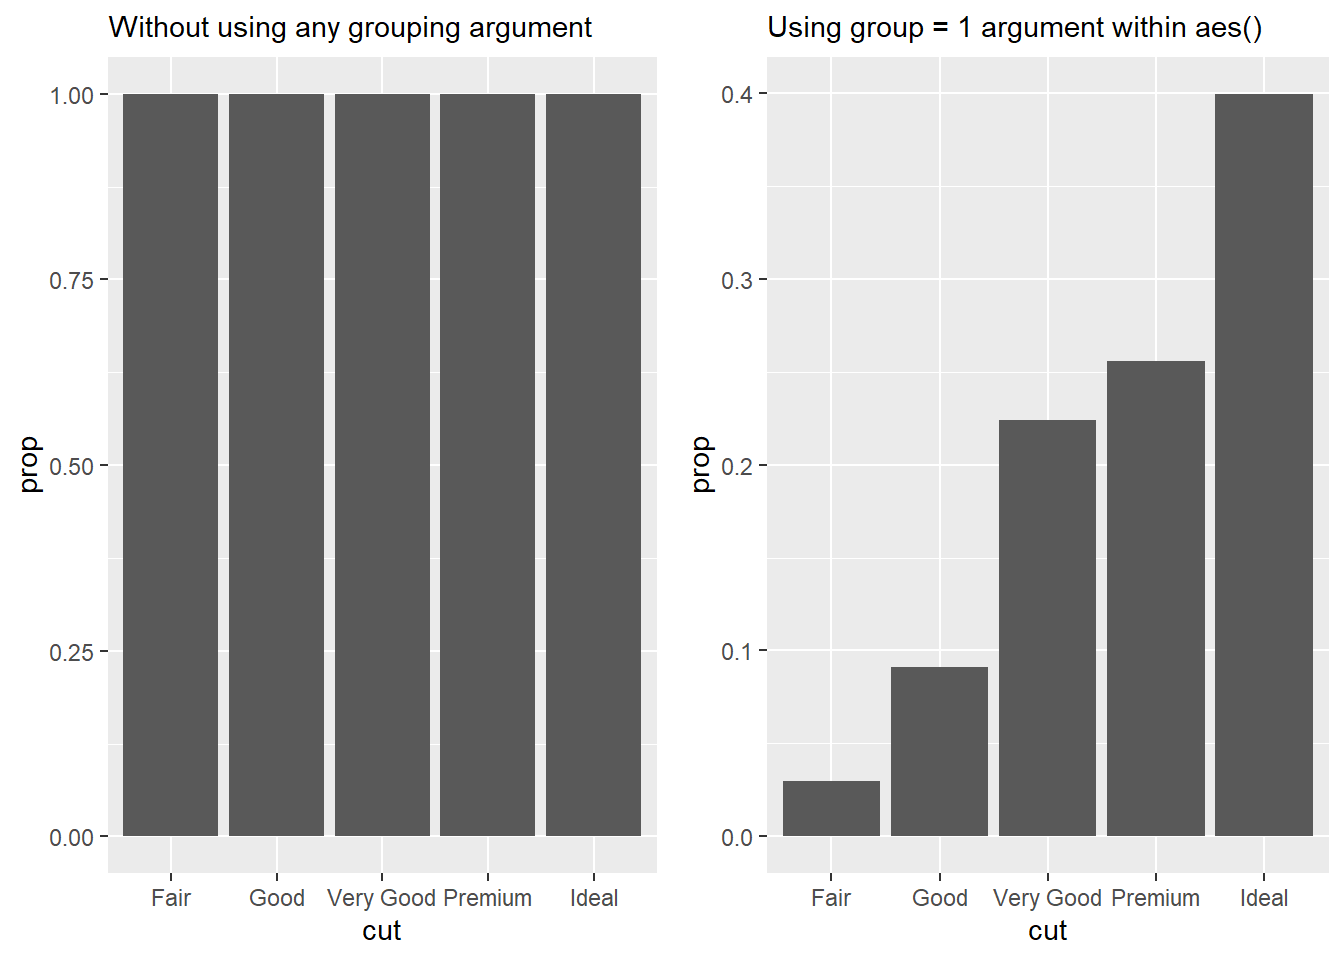 Without using any grouping argument
prop
1.00
0.75
0.50
0.25
0.00
Fair Good Very Good Premium Ideal
cut
Using group = 1 argument within aes()
prop
0.4
0.3
0.2
0.1
0.0
Fair Good Very Good Premium Ideal
cut